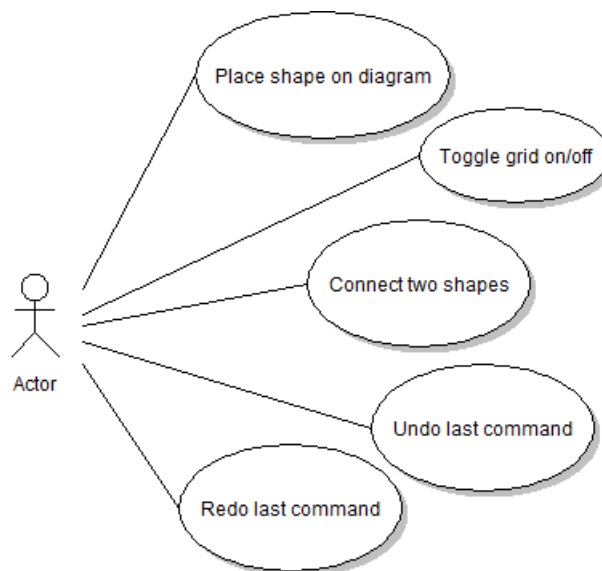 Place shape on diagram
Toggle grid on/off
Connect two shapes
Actor
Undo last command
Redo last command